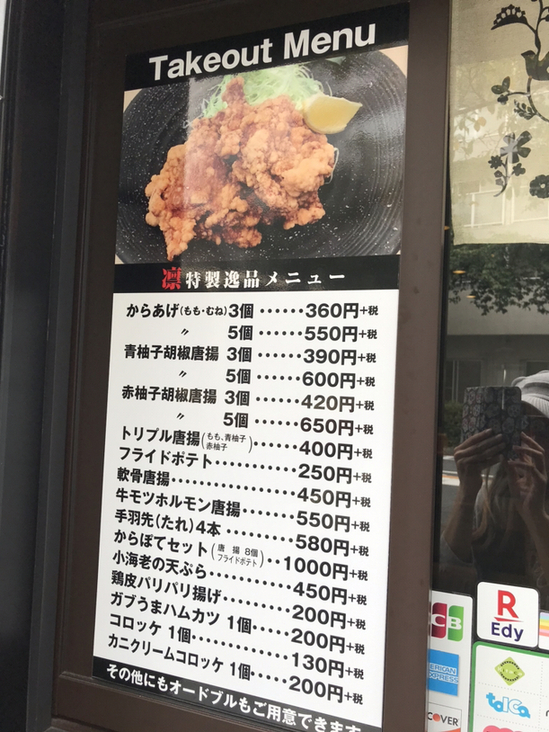 Takeout Menu
凛 特製逸品メニュー
からあげ(もも・むね)3個 ・・・・・・360円+税
〃 5個 ・・・・・・550円+税
青柚子胡椒唐揚 3個 ・・・・・・390円+税
〃 5個 ・・・・・・600円+税
赤柚子胡椒唐揚 3個 ・・・・・・420円+税
〃 5個 ・・・・・・650円+税
トリプル唐揚(もも、青柚子 赤柚子)・・・・・400円+税
フライドポテト・・・・・・・・・・250円+税
軟骨唐揚・・・・・・・・・・・・・・450円+税
牛モツホルモン唐揚・・・・・・・550円+税
手羽先(たれ)4本 ・・・・・・・・580円+税
からぽてセット(唐揚 8個 フライドポテト)・・1000円+税
小海老の天ぷら・・・・・・・・・・450円+税
鶏皮パリパリ揚げ・・・・・・・・200円+税
ガブうまハムカツ 1個・・・200円+税
コロッケ 1個・・・・・・・・・・・130円+税
カニクリームコロッケ 1個・・・200円+税
その他にもオードブルもご用意できます
CB
R
Edy
AMERICAN EXPRESS
toICa
COVER